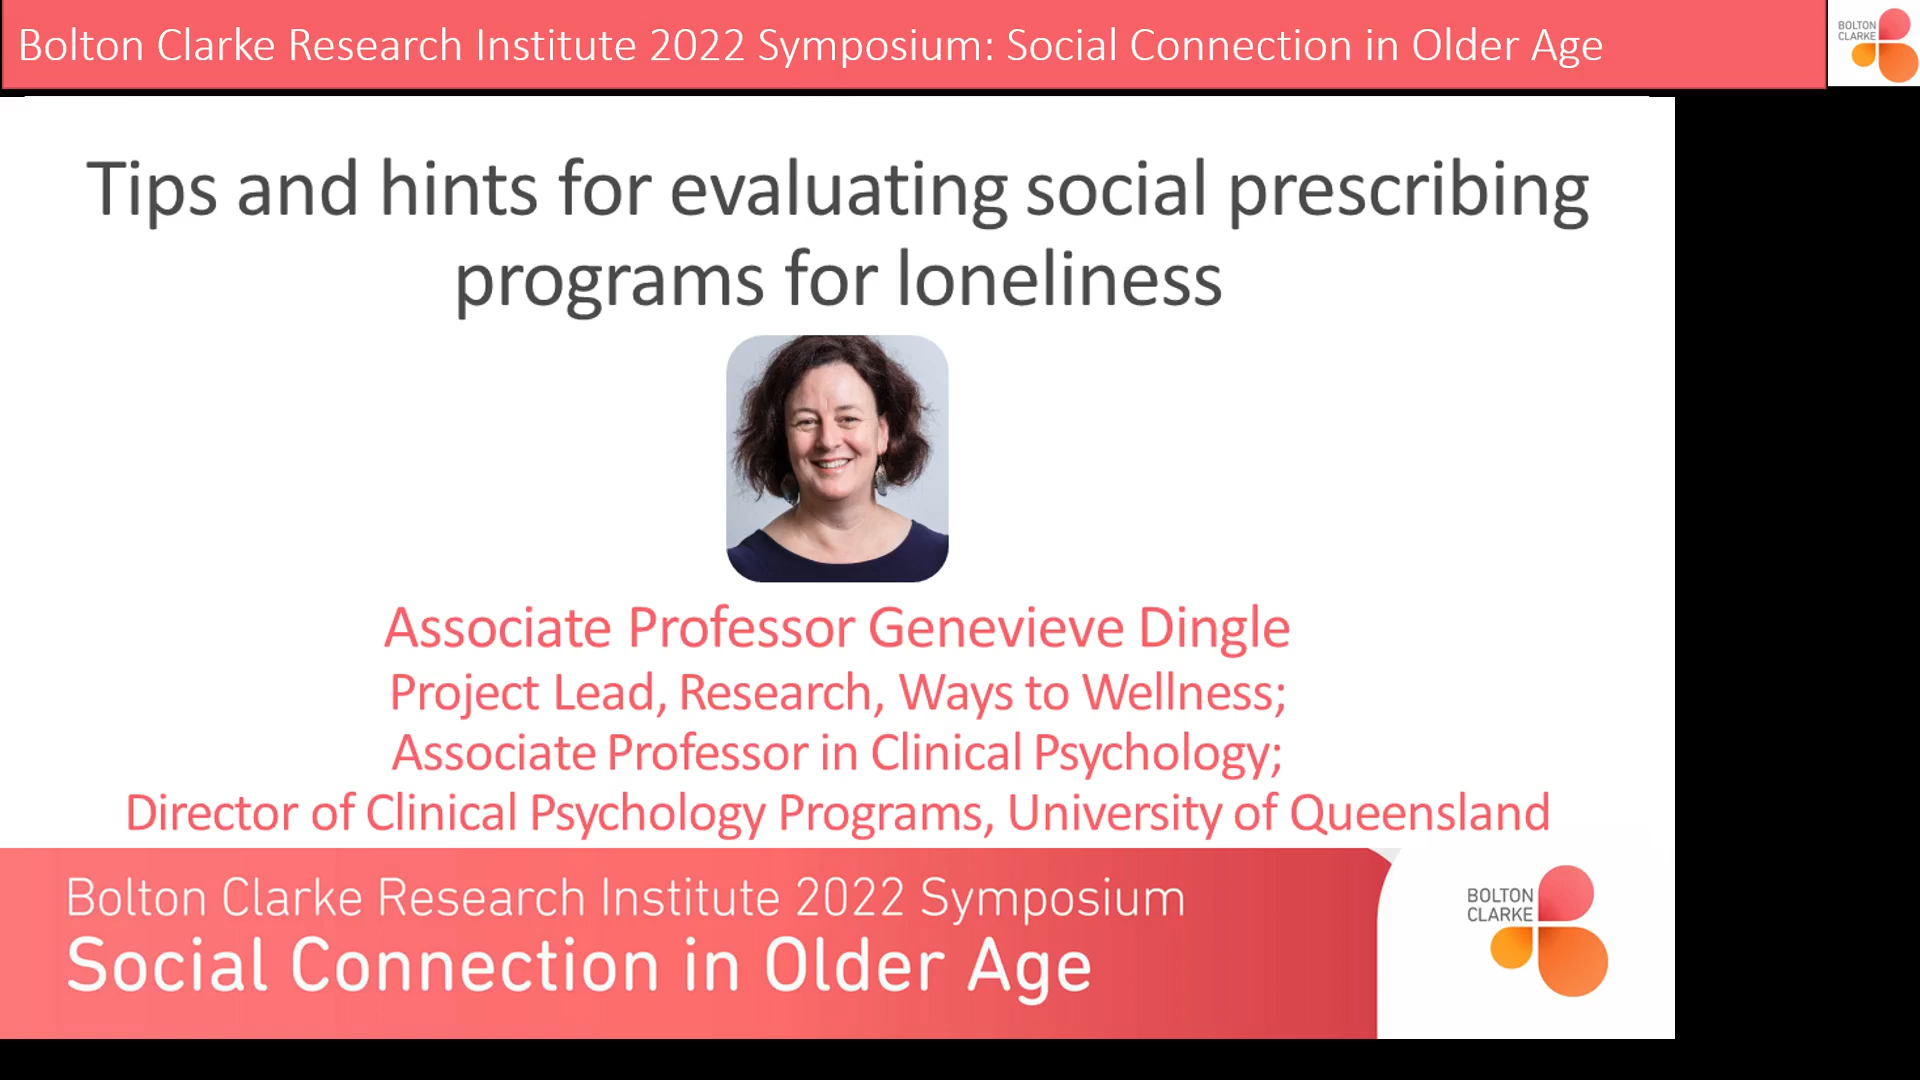 Bolton Clarke Research Institute 2022 Symposium: Social Connection in Older Age
BOLTON
CLARKE
Tips and hints for evaluating social prescribing
programs for loneliness
Associate Professor Genevieve Dingle
Project Lead, Research, Ways to Wellness;
Associate Professor in Clinical Psychology;
Director of Clinical Psychology Programs, University of Queensland
Bolton Clarke Research Institute 2022 Symposium
Social Connection in Older Age
BOLTON
CLARKE